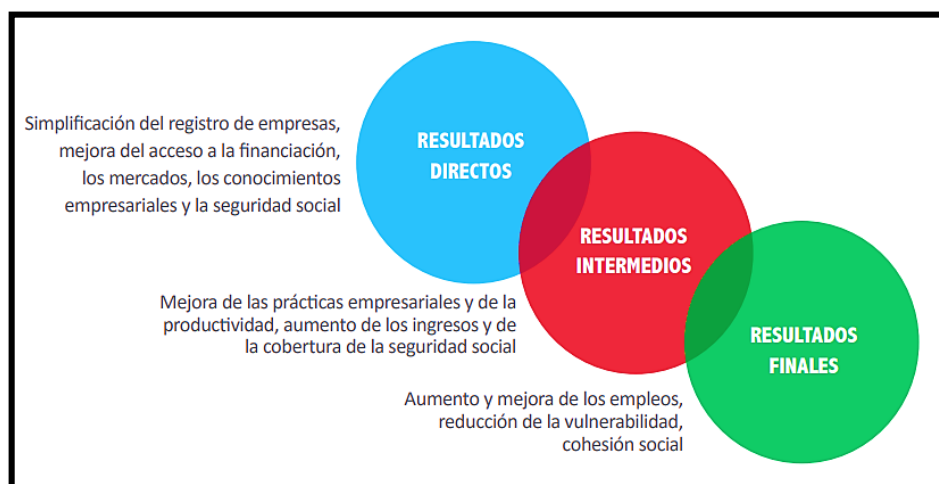 Simplificación del registro de empresas,
mejora del acceso a la financiación,
los mercados, los conocimientos
empresariales y la seguridad social
RESULTADOS
DIRECTOS
RESULTADOS
INTERMEDIOS
Mejora de las prácticas empresariales y de la
productividad, aumento de los ingresos y de
la cobertura de la seguridad social
RESULTADOS
FINALES
Aumento y mejora de los empleos,
reducción de la vulnerabilidad,
cohesión social